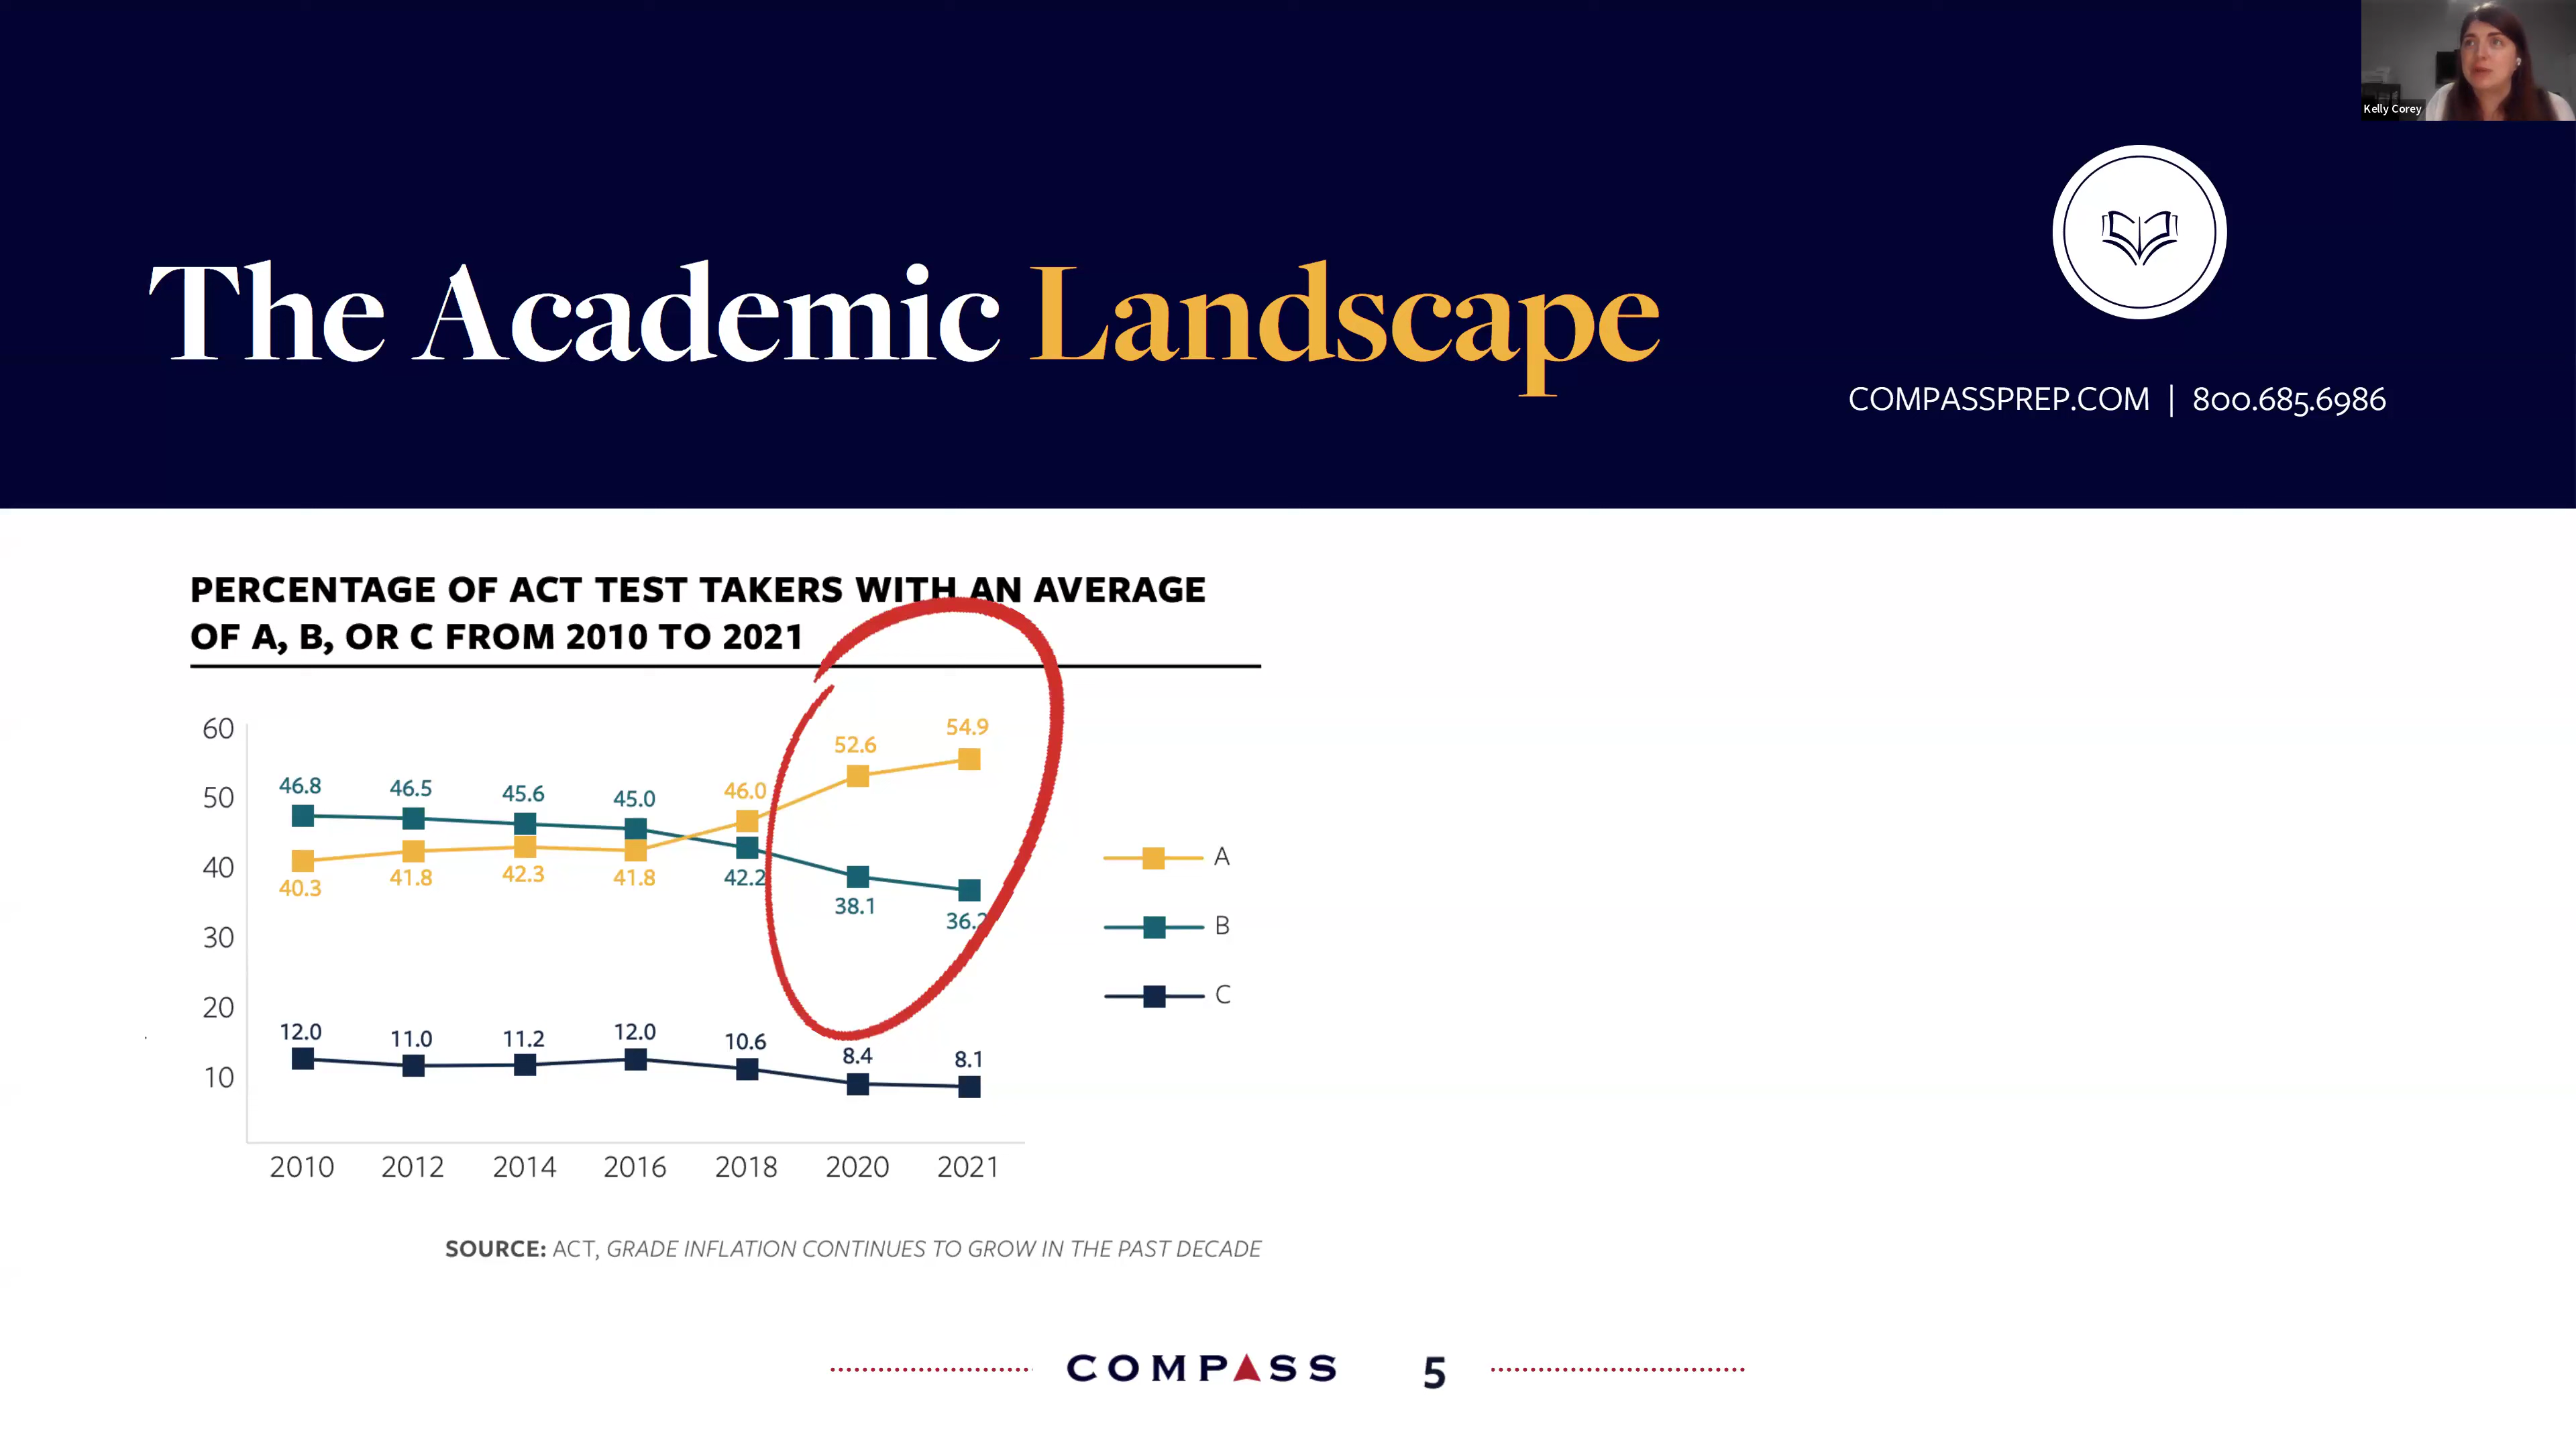 Kelly Corey
The Academic Landscape
COMPASSPREP.COM | 800.685.6986
PERCENTAGE OF ACT TEST TAKERS WITH AN AVERAGE
OF A, B, OR C FROM 2010 TO 2021
60
50
40
30
20
10
46.8
46.5
45.6
45.0
46.0
52.6
54.9
40.3
41.8
42.3
41.8
42.2
38.1
12.0
11.0
11.2
12.0
10.6
8.4
8.1
A
B
C
2010 2012 2014 2016 2018 2020 2021
SOURCE: ACT, GRADE INFLATION CONTINUES TO GROW IN THE PAST DECADE
COMPASS 5